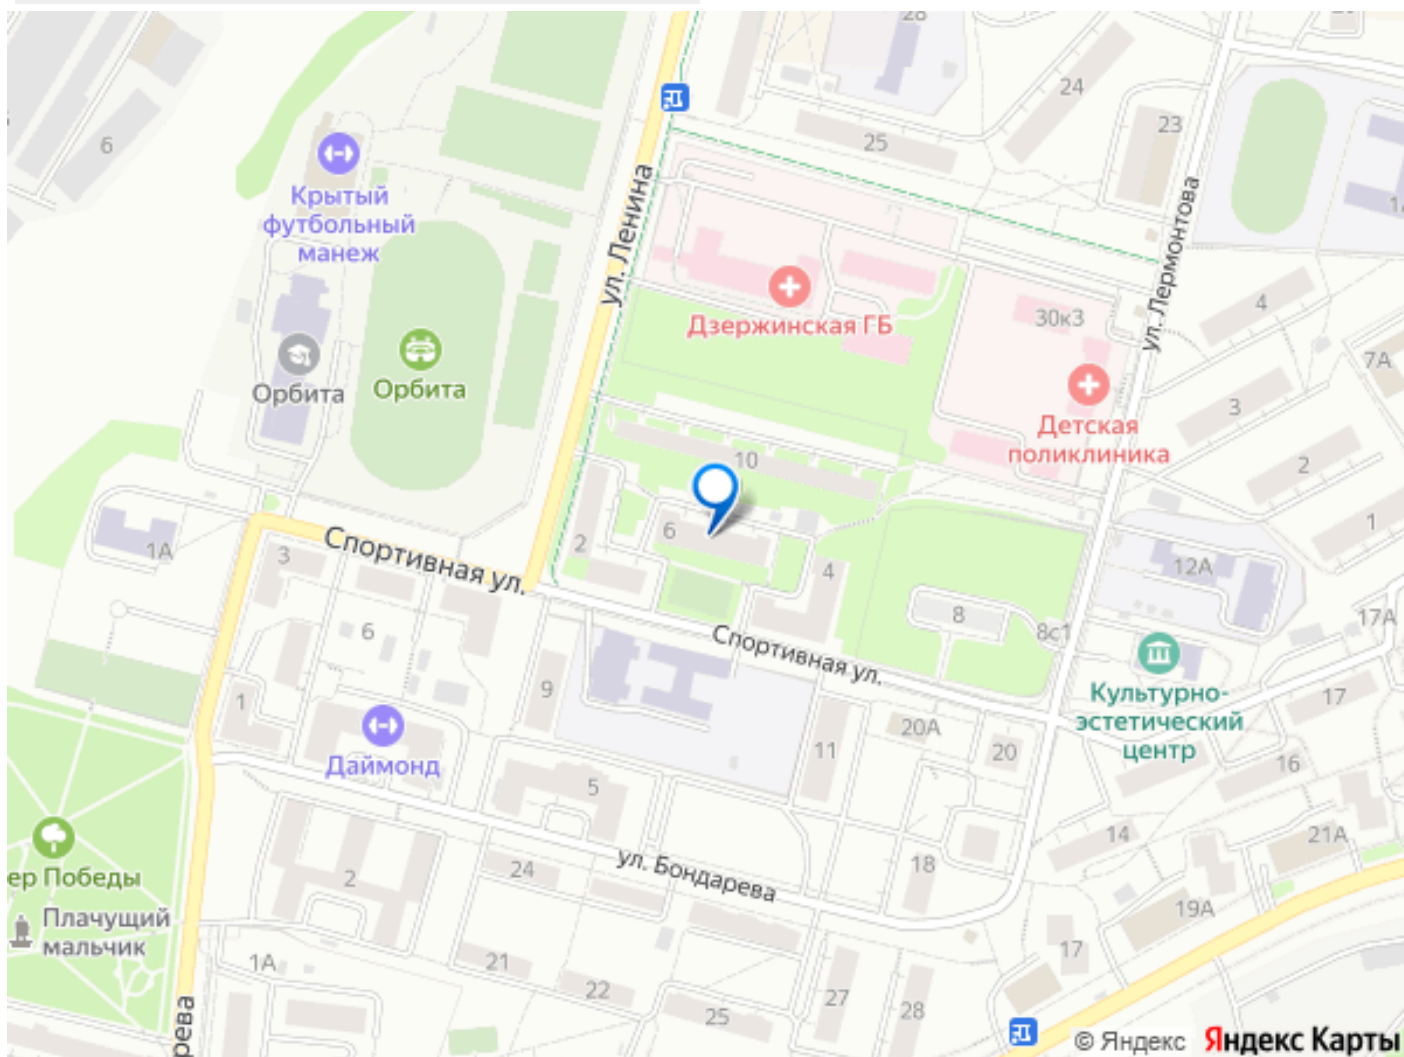 28
24
6
25
23
Крытый
футбольный
манеж
ул. Ленина
ул. Лермонтова
Дзержинская ГБ
30к3
4
7А
Орбита
Орбита
3
Детская
поликлиника
10
2
1
1А
3
Спортивная ул.
2
6
4
12А
6
8
8с1
17А
Спортивная ул.
9
1
Культурно-
эстетический
центр
17
20А
20
11
16
Даймонд
5
14
21А
ер Победы
2
24
ул. Бондарева
18
19А
Плачущий
мальчик
17
1А
21
22
25
27
28
рева
© Яндекс Яндекс Карты